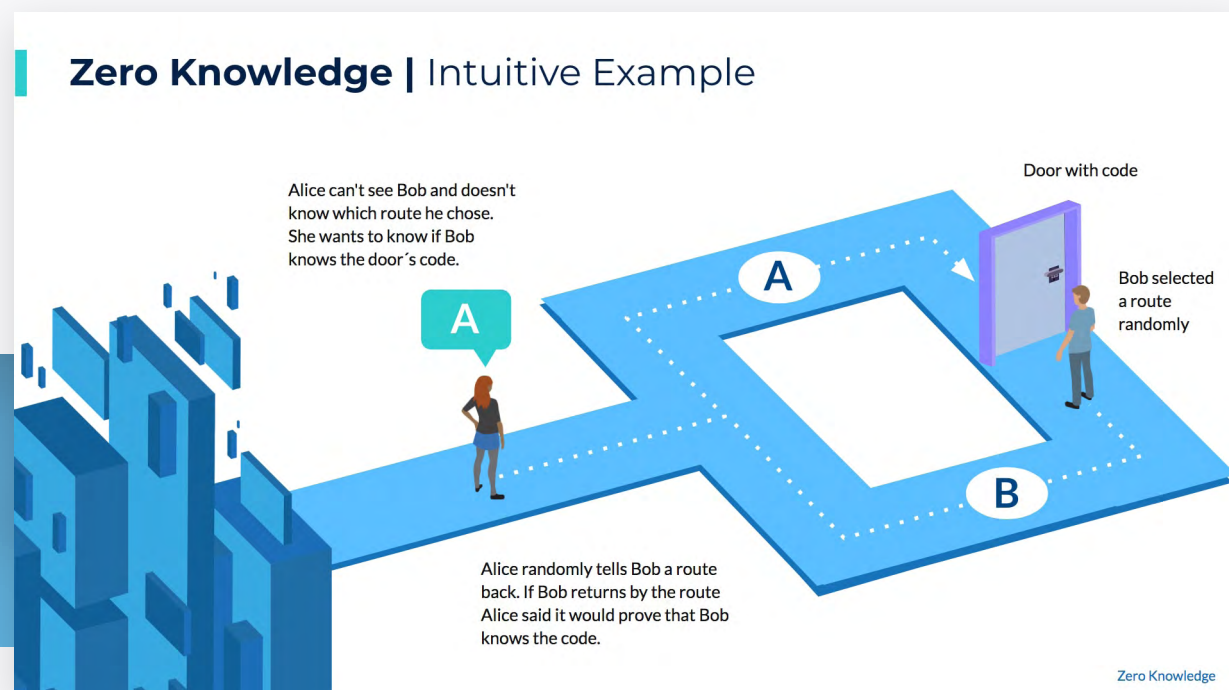 Zero Knowledge | Intuitive Example
Door with code
Alice can't see Bob and doesn't
know which route he chose.
She wants to know if Bob
knows the door´s code.
A
A
Bob selected
a route
randomly
B
Alice randomly tells Bob a route
back. If Bob returns by the route
Alice said it would prove that Bob
knows the code.
Zero Knowledge